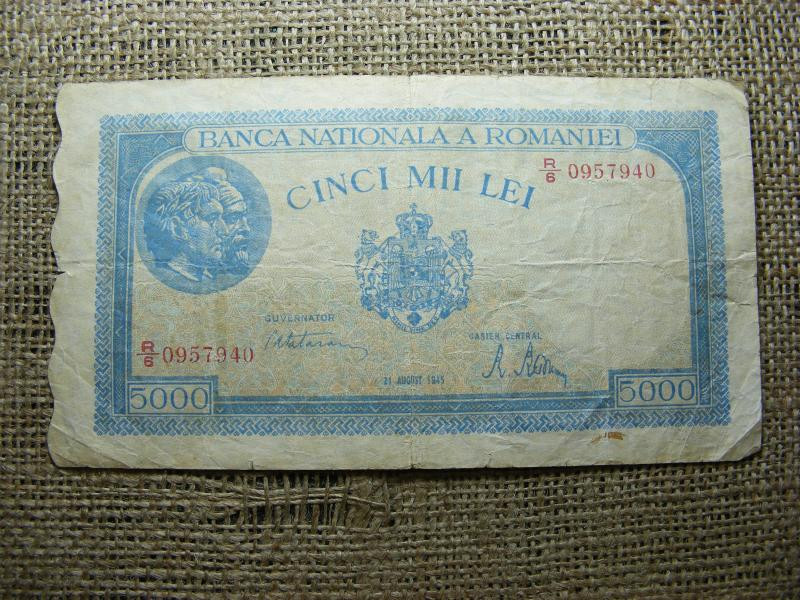 BANCA NATIONALA A ROMANIEI
CINCI MII LEI
R/6 0957940
GUVERNATOR
CASIER CENTRAL
R/6 0957940
21 AUGUST 1945
5000
5000